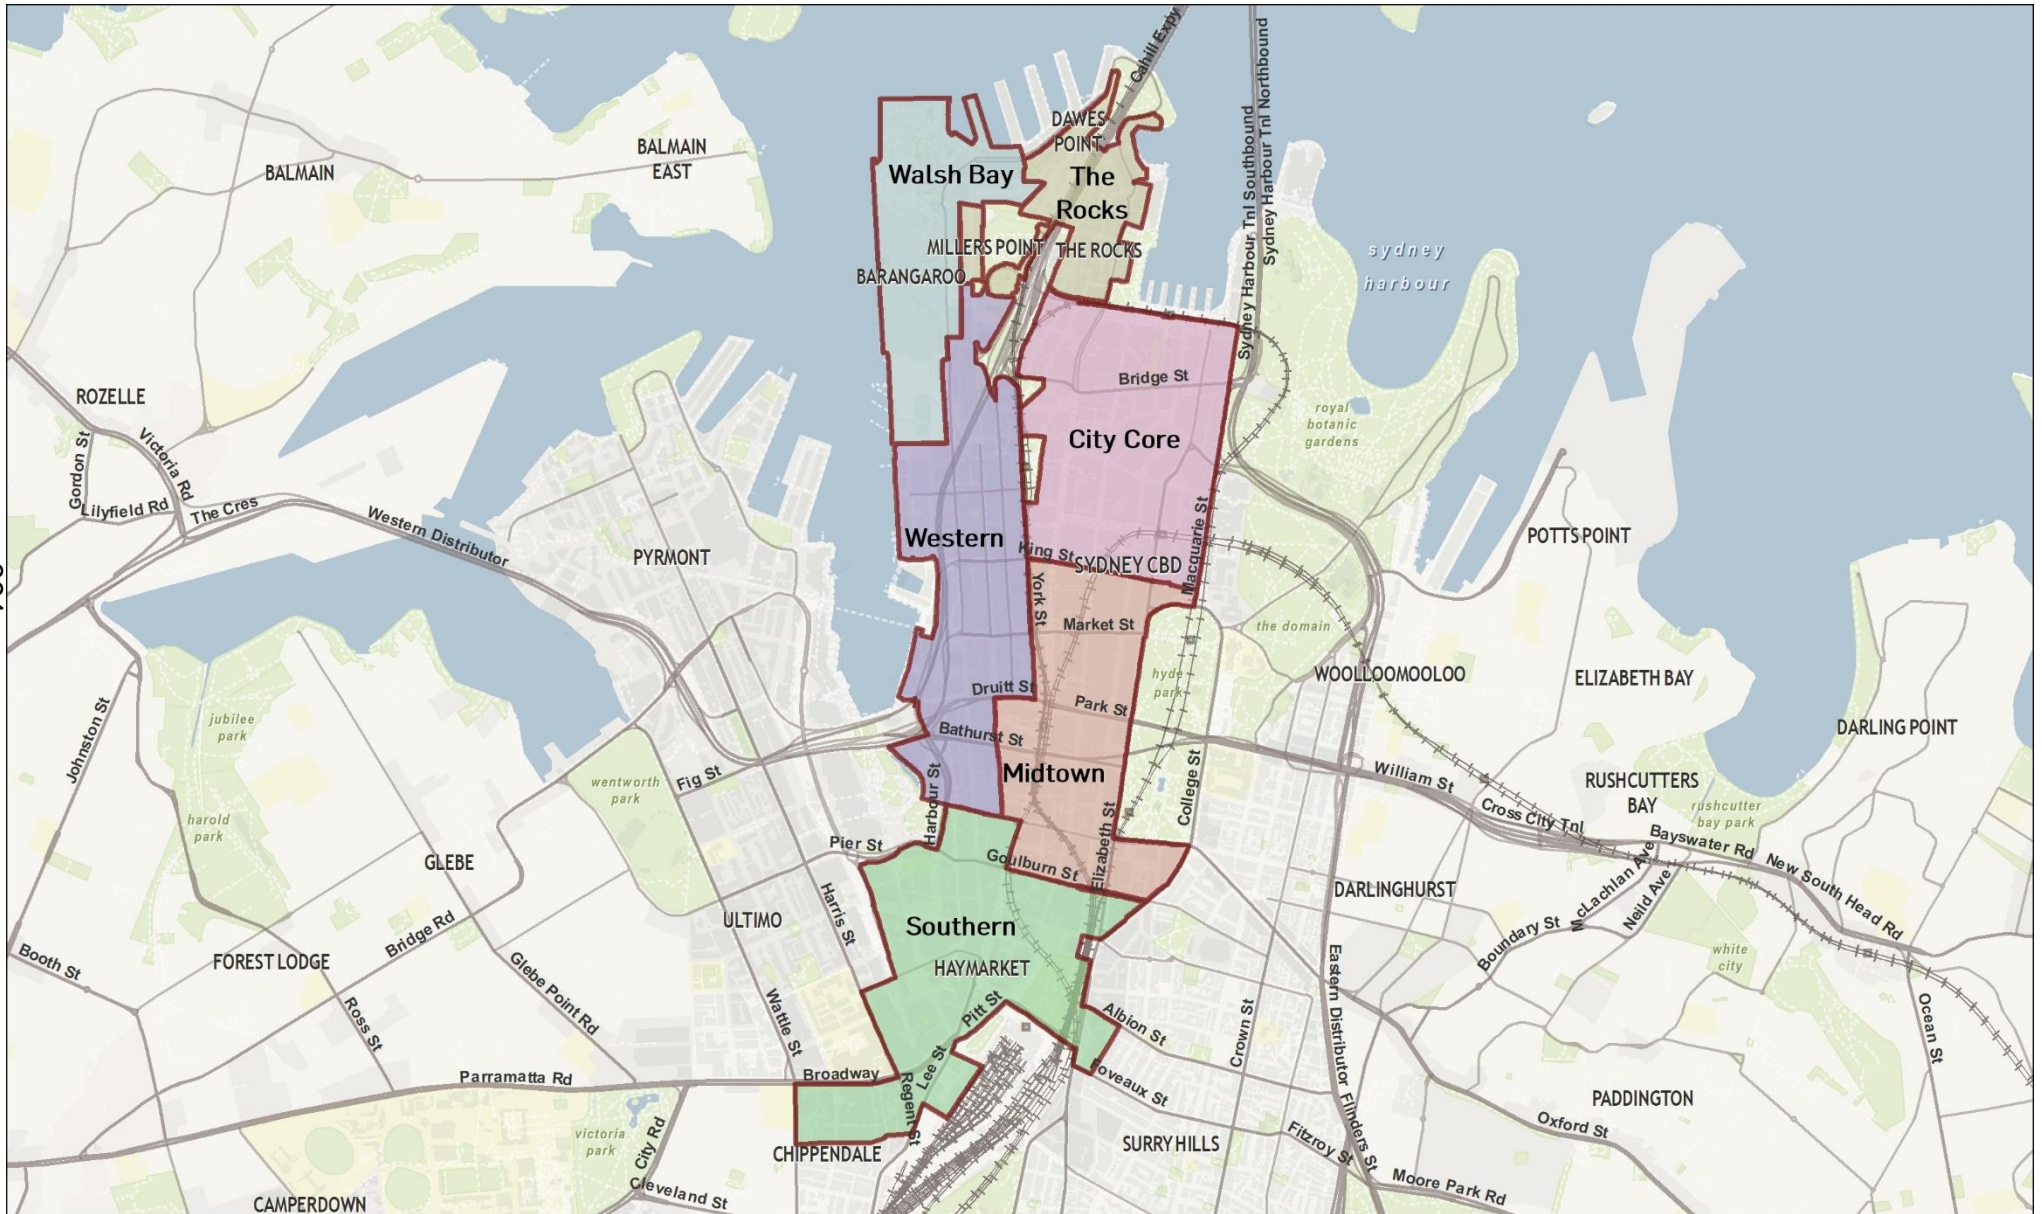 Cahill Expy
Sydney Harbour Tnl Southbound
Sydney Harbour Tnl Northbound
DAWES
POINT
BALMAIN
EAST
BALMAIN
Walsh Bay
The
Rocks
MILLERS POINT
THE ROCKS
BARANGAROO
sydney
harbour
Bridge St
ROZELLE
royal
botanic
gardens
City Core
Gordon St
Victoria Rd
Lilyfield Rd
The Cres
Western Distributor
Macquarie St
POTTS POINT
Western
King St
PYRMONT
SYDNEY CBD
York St
Market St
the domain
WOOLLOOMOOLOO
ELIZABETH BAY
hyde
park
Druitt St
Park St
jubilee
park
Johnston St
Bathurst St
DARLING POINT
Midtown
wentworth
park
Fig St
Harbour St
College St
William St
RUSHCUTTERS
BAY
rushcutter
bay park
Cross City Tnl
Bayswater Rd
harold
park
GLEBE
Pier St
Goulburn St
Elizabeth St
New South Head Rd
McLachlan Ave
Neild Ave
DARLINGHURST
ULTIMO
Harris St
Southern
Boundary St
Bridge Rd
Booth St
FOREST LODGE
HAYMARKET
white
city
Glebe Point Rd
Ross St
Wattle St
Pitt St
Albion St
Crown St
Eastern Distributor
Ocean St
Parramatta Rd
Broadway
Lee St
Regent St
Foveaux St
Flinders St
PADDINGTON
Oxford St
victoria
park
City Rd
CHIPPENDALE
SURRY HILLS
Fitzroy St
Moore Park Rd
Cleveland St
CAMPERDOWN